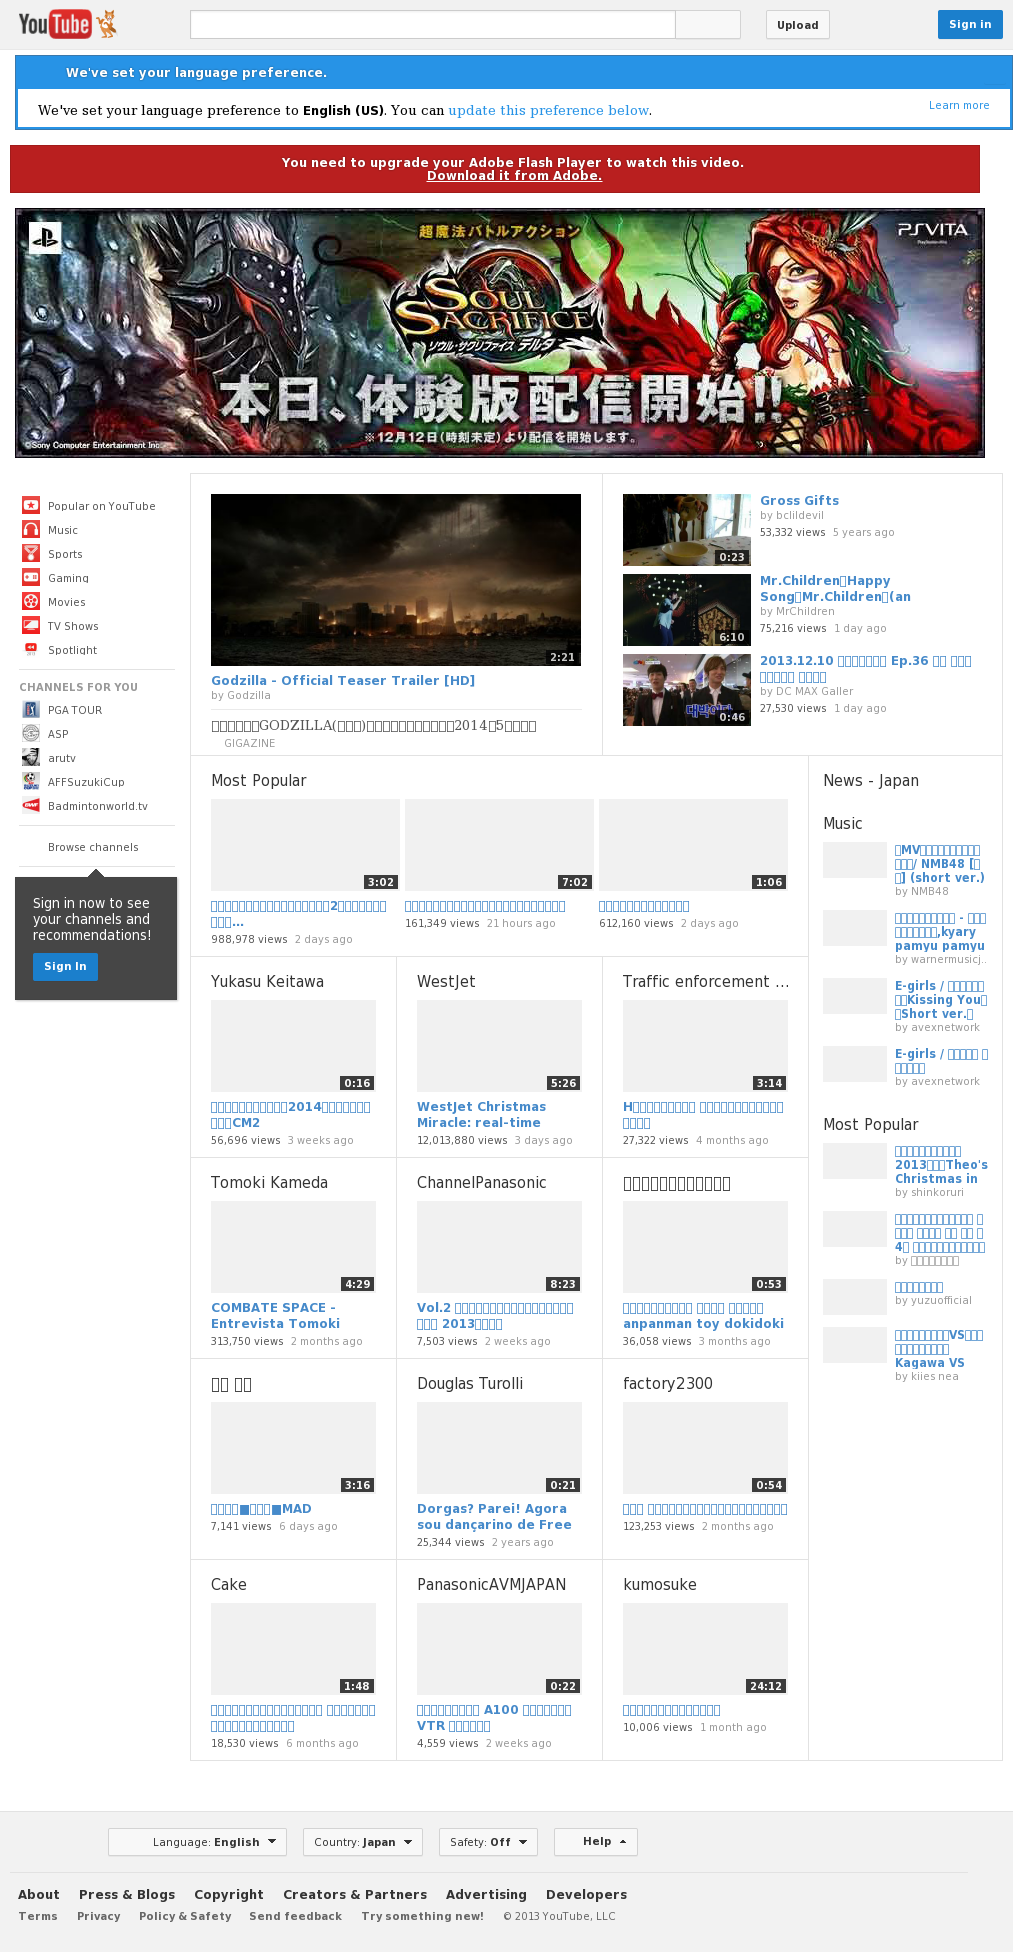 YouTube
Upload
Sign in
We've set your language preference.
We've set your language preference to English (US). You can update this preference below.
Learn more
You need to upgrade your Adobe Flash Player to watch this video.
Download it from Adobe.
超魔法バトルアクション
PSVITA
PlayStation Vita
SOUL SACRIFICE
ソウル・サクリファイス デルタ
本日、体験版配信開始!!
©Sony Computer Entertainment Inc.
※12月12日(時刻未定)より配信を開始します。
Popular on YouTube
Music
Sports
Gaming
Movies
TV Shows
Spotlight
CHANNELS FOR YOU
PGA TOUR
ASP
arutv
AFFSuzukiCup
Badmintonworld.tv
Browse channels
Sign in now to see
your channels and
recommendations!
Sign In
2:21
Godzilla - Official Teaser Trailer [HD]
by Godzilla
GODZILLA( ) 2014 5
GIGAZINE
0:23
Gross Gifts
by bclildevil
53,332 views 5 years ago
6:10
Mr.Children Happy
Song Mr.Children (an
by MrChildren
75,216 views 1 day ago
0:46
2013.12.10 Ep.36
by DC MAX Galler
27,530 views 1 day ago
Most Popular
3:02
2
...
988,978 views 2 days ago
7:02
161,349 views 21 hours ago
1:06
612,160 views 2 days ago
Yukasu Keitawa
0:16
2014
CM2
56,696 views 3 weeks ago
WestJet
5:26
WestJet Christmas
Miracle: real-time
12,013,880 views 3 days ago
Traffic enforcement ...
3:14
H
27,322 views 4 months ago
Tomoki Kameda
4:29
COMBATE SPACE -
Entrevista Tomoki
313,750 views 2 months ago
ChannelPanasonic
8:23
Vol.2
2013
7,503 views 2 weeks ago
0:53
anpanman toy dokidoki
36,058 views 3 months ago
3:16
■ ■MAD
7,141 views 6 days ago
Douglas Turolli
0:21
Dorgas? Parei! Agora
sou dançarino de Free
25,344 views 2 years ago
factory2300
0:54
123,253 views 2 months ago
Cake
1:48
18,530 views 6 months ago
PanasonicAVMJAPAN
0:22
A100
VTR
4,559 views 2 weeks ago
kumosuke
24:12
10,006 views 1 month ago
News - Japan
Music
MV
/ NMB48 [
] (short ver.)
by NMB48
-
,kyary
pamyu pamyu
by warnermusicj..
E-girls /
Kissing You
Short ver.
by avexnetwork
E-girls /
by avexnetwork
Most Popular
2013 Theo's
Christmas in
by shinkoruri
4
by
by yuzuofficial
VS
Kagawa VS
by kiies nea
Language: English
Country: Japan
Safety: Off
Help
About Press & Blogs Copyright Creators & Partners Advertising Developers
Terms Privacy Policy & Safety Send feedback Try something new! © 2013 YouTube, LLC